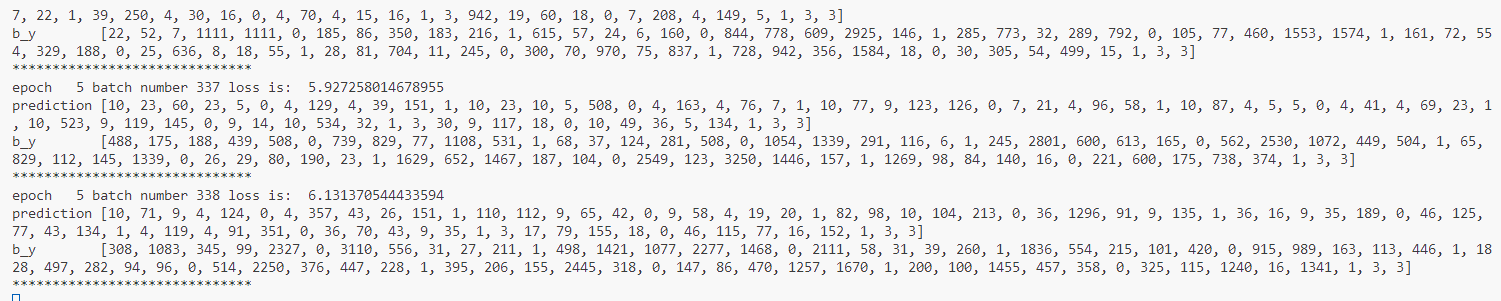 7, 22, 1, 39, 250, 4, 30, 16, 0, 4, 70, 4, 15, 16, 1, 3, 942, 19, 60, 18, 0, 7, 208, 4, 149, 5, 1, 3, 3]
b_y        [22, 52, 7, 1111, 1111, 0, 185, 86, 350, 183, 216, 1, 615, 57, 24, 6, 160, 0, 844, 778, 609, 2925, 146, 1, 285, 773, 32, 289, 792, 0, 105, 77, 460, 1553, 1574, 1, 161, 72, 55
4, 329, 188, 0, 25, 636, 8, 18, 55, 1, 28, 81, 704, 11, 245, 0, 300, 70, 970, 75, 837, 1, 728, 942, 356, 1584, 18, 0, 30, 305, 54, 499, 15, 1, 3, 3]
******************************
epoch   5 batch number 337 loss is:  5.927258014678955
prediction [10, 23, 60, 23, 5, 0, 4, 129, 4, 39, 151, 1, 10, 23, 10, 5, 508, 0, 4, 163, 4, 76, 7, 1, 10, 77, 9, 123, 126, 0, 7, 21, 4, 96, 58, 1, 10, 87, 4, 5, 5, 0, 4, 41, 4, 69, 23, 1
, 10, 523, 9, 119, 145, 0, 9, 14, 10, 534, 32, 1, 3, 30, 9, 117, 18, 0, 10, 49, 36, 5, 134, 1, 3, 3]
b_y        [488, 175, 188, 439, 508, 0, 739, 829, 77, 1108, 531, 1, 68, 37, 124, 281, 508, 0, 1054, 1339, 291, 116, 6, 1, 245, 2801, 600, 613, 165, 0, 562, 2530, 1072, 449, 504, 1, 65,
829, 112, 145, 1339, 0, 26, 29, 80, 190, 23, 1, 1629, 652, 1467, 187, 104, 0, 2549, 123, 3250, 1446, 157, 1, 1269, 98, 84, 140, 16, 0, 221, 600, 175, 738, 374, 1, 3, 3]
******************************
epoch   5 batch number 338 loss is:  6.131370544433594
prediction [10, 71, 9, 4, 124, 0, 4, 357, 43, 26, 151, 1, 110, 112, 9, 65, 42, 0, 9, 58, 4, 19, 20, 1, 82, 98, 10, 104, 213, 0, 36, 1296, 91, 9, 135, 1, 36, 16, 9, 35, 189, 0, 46, 125,
77, 43, 134, 1, 4, 119, 4, 91, 351, 0, 36, 70, 43, 9, 35, 1, 3, 17, 79, 155, 18, 0, 46, 115, 77, 16, 152, 1, 3, 3]
b_y        [308, 1083, 345, 99, 2327, 0, 3110, 556, 31, 27, 211, 1, 498, 1421, 1077, 2277, 1468, 0, 2111, 58, 31, 39, 260, 1, 1836, 554, 215, 101, 420, 0, 915, 989, 163, 113, 446, 1, 18
28, 497, 282, 94, 96, 0, 514, 2250, 376, 447, 228, 1, 395, 206, 155, 2445, 318, 0, 147, 86, 470, 1257, 1670, 1, 200, 100, 1455, 457, 358, 0, 325, 115, 1240, 16, 1341, 1, 3, 3]
******************************